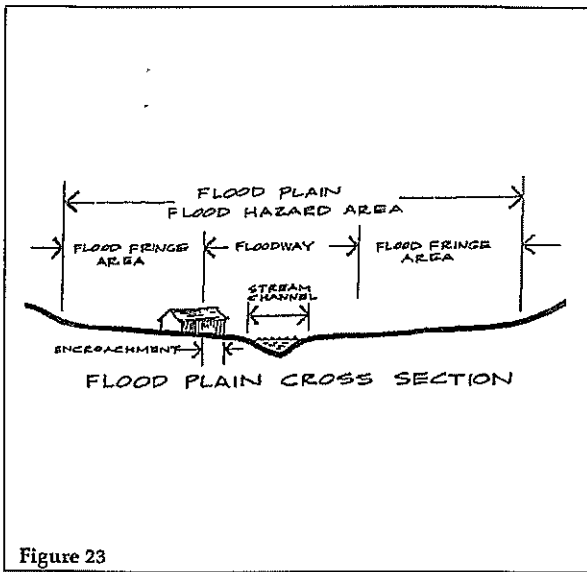 FLOOD PLAIN
FLOOD HAZARD AREA
FLOOD FRINGE
AREA
FLOODWAY
FLOOD FRINGE
AREA
STREAM
CHANNEL
ENCROACHMENT
FLOOD PLAIN CROSS SECTION
Figure 23